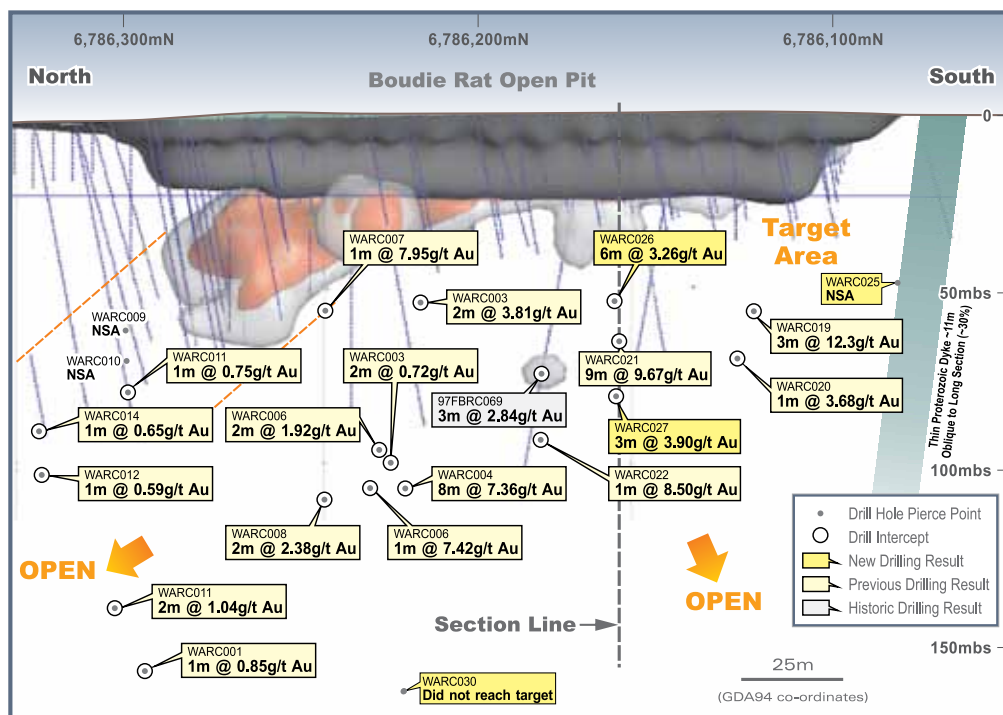 6,786,300mN
6,786,200mN
6,786,100mN
North
Boudie Rat Open Pit
South
0
WARC007
1m @ 7.95g/t Au
WARC026
6m @ 3.26g/t Au
Target
Area
WARC025
NSA
50mbs
WARC003
2m @ 3.81g/t Au
WARC009
NSA
WARC019
3m @ 12.3g/t Au
WARC010
NSA
WARC011
1m @ 0.75g/t Au
WARC003
2m @ 0.72g/t Au
WARC021
9m @ 9.67g/t Au
WARC020
1m @ 3.68g/t Au
97FBRC069
3m @ 2.84g/t Au
WARC014
1m @ 0.65g/t Au
WARC006
2m @ 1.92g/t Au
WARC027
3m @ 3.90g/t Au
Thin Proterozoic Dyke ~11m
Oblique to Long Section (~30%)
WARC012
1m @ 0.59g/t Au
WARC004
8m @ 7.36g/t Au
WARC022
1m @ 8.50g/t Au
100mbs
WARC008
2m @ 2.38g/t Au
WARC006
1m @ 7.42g/t Au
Drill Hole Pierce Point
Drill Intercept
New Drilling Result
Previous Drilling Result
Historic Drilling Result
OPEN
OPEN
WARC011
2m @ 1.04g/t Au
Section Line
WARC001
1m @ 0.85g/t Au
150mbs
WARC030
Did not reach target
25m
(GDA94 co-ordinates)